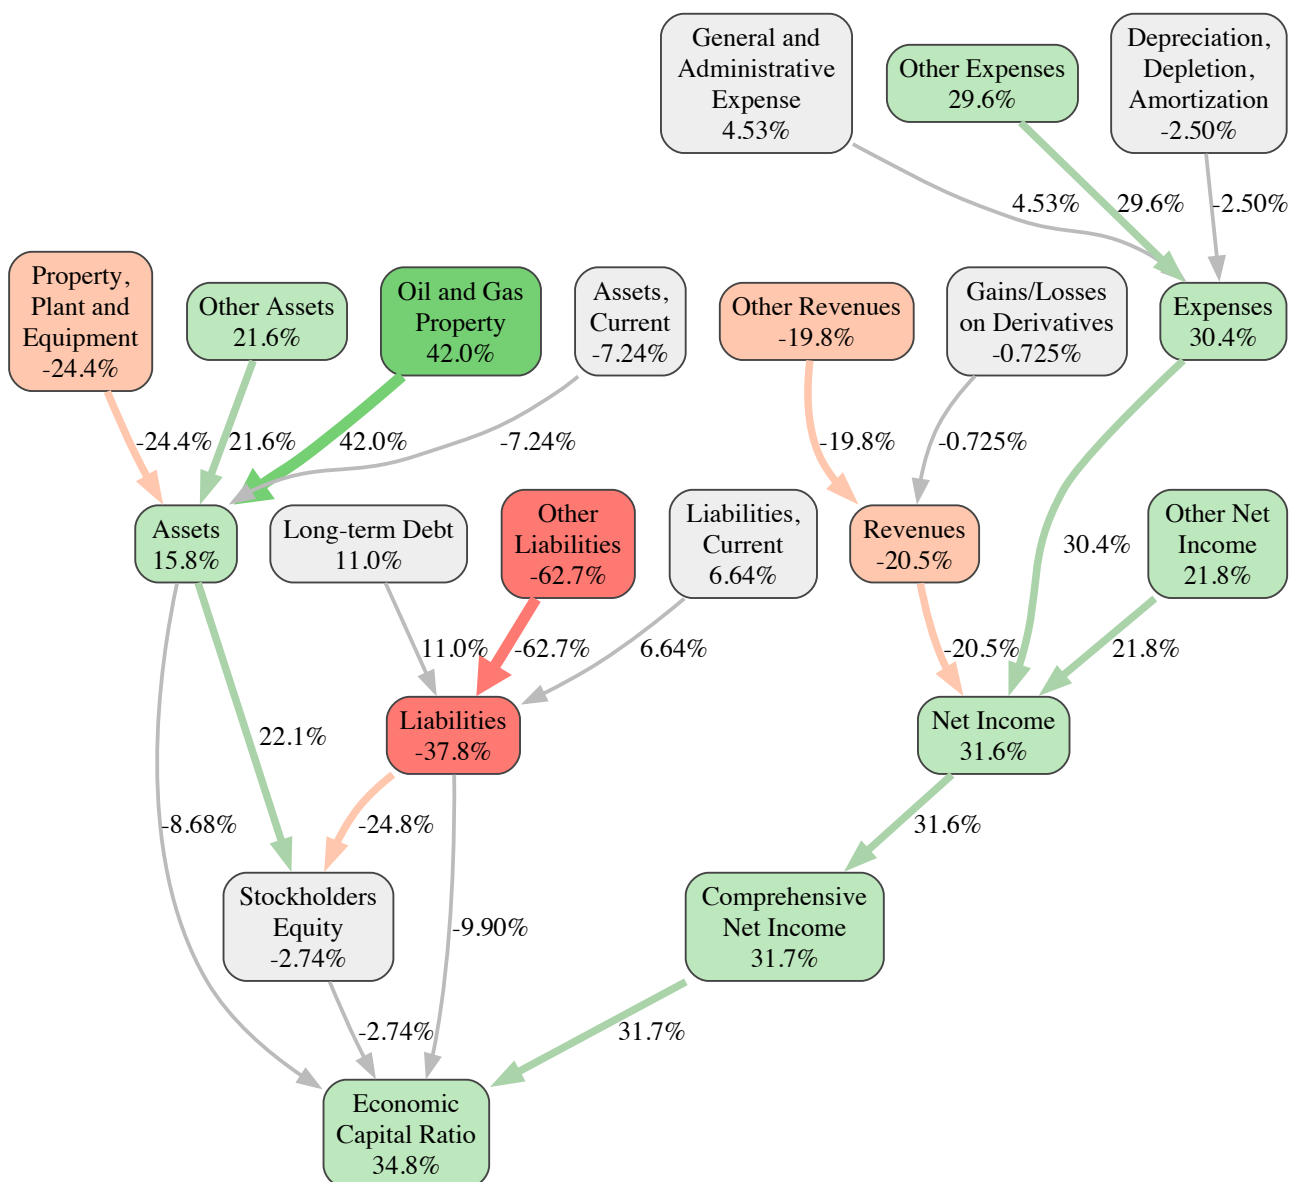 General and
Administrative
Expense
4.53%
Other Expenses
29.6%
Depreciation,
Depletion,
Amortization
-2.50%
4.53%
29.6%
-2.50%
Property,
Plant and
Equipment
-24.4%
Other Assets
21.6%
Oil and Gas
Property
42.0%
Assets,
Current
-7.24%
Other Revenues
-19.8%
Gains/Losses
on Derivatives
-0.725%
Expenses
30.4%
-24.4%
21.6%
42.0%
-7.24%
-19.8%
-0.725%
Assets
15.8%
Long-term Debt
11.0%
Other
Liabilities
-62.7%
Liabilities,
Current
6.64%
Revenues
-20.5%
30.4%
Other Net
Income
21.8%
11.0%
-62.7%
6.64%
-20.5%
21.8%
22.1%
Liabilities
-37.8%
Net Income
31.6%
-8.68%
-24.8%
31.6%
Stockholders
Equity
-2.74%
-9.90%
Comprehensive
Net Income
31.7%
-2.74%
31.7%
Economic
Capital Ratio
34.8%